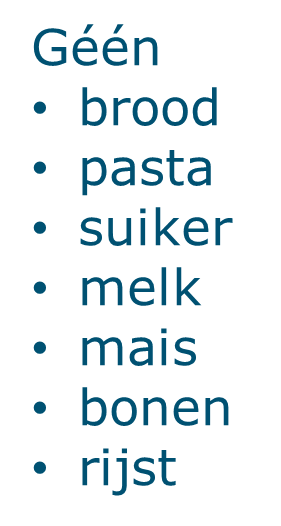 Géén
• brood
• pasta
• suiker
• melk
• mais
• bonen
• rijst